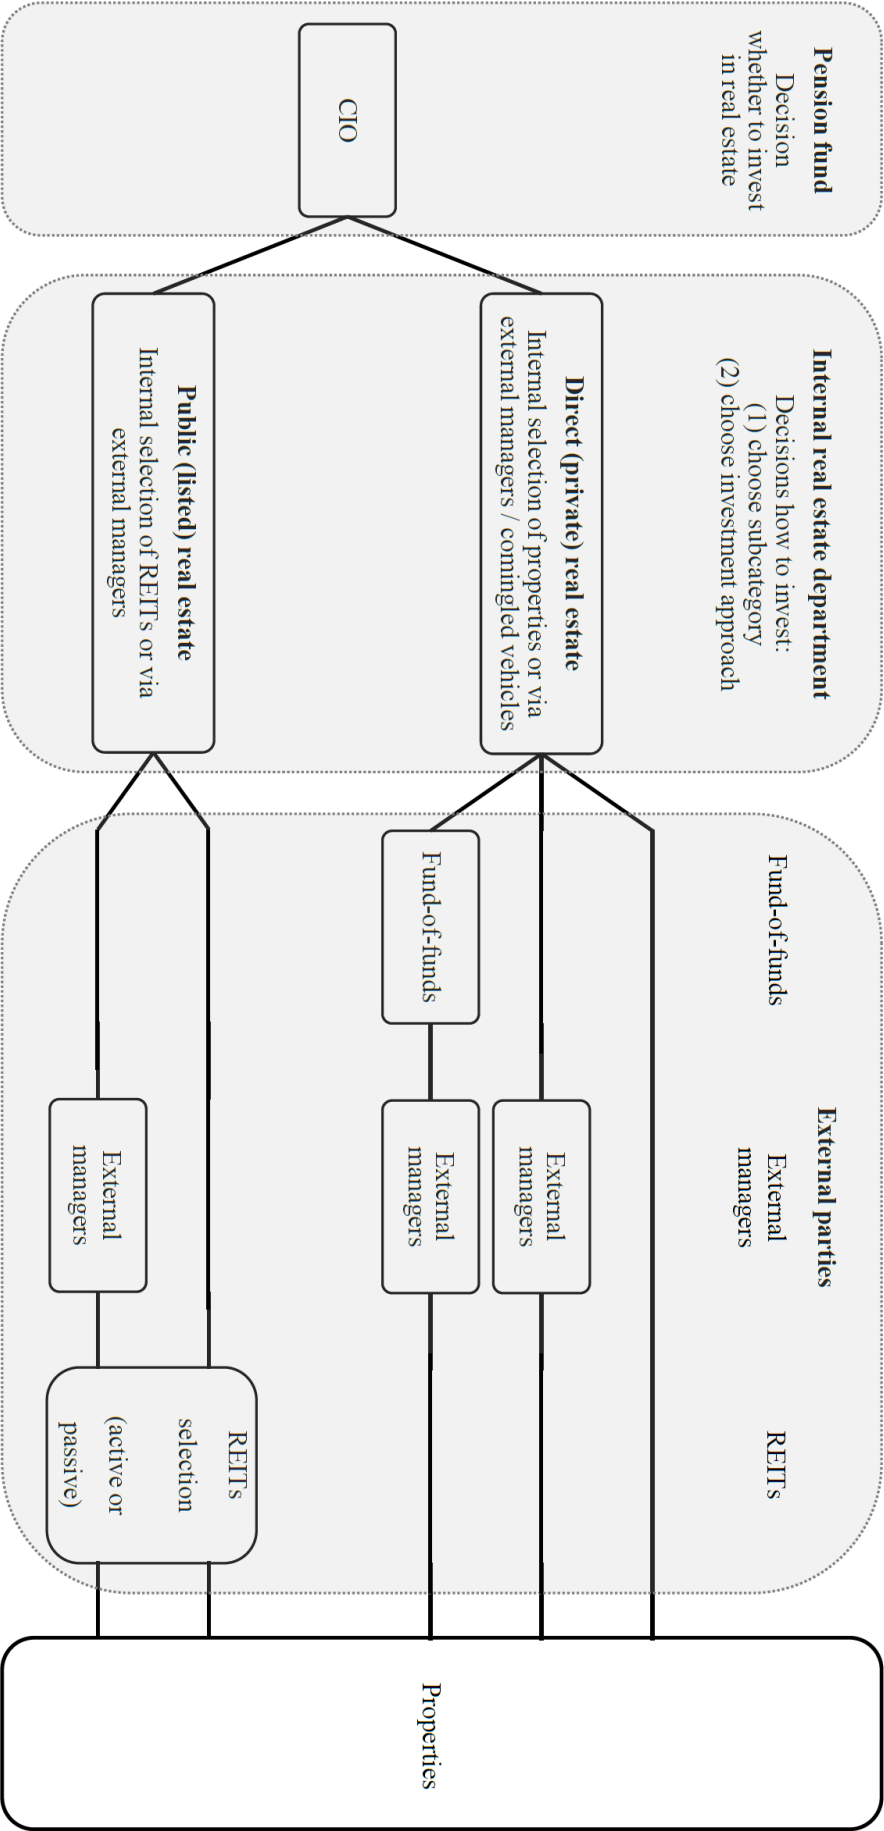 Pension fund
Decision
whether to invest
in real estate
CIO
Internal real estate department
Decisions how to invest:
(1) choose subcategory
(2) choose investment approach
Direct (private) real estate
Internal selection of properties or via
external managers / comingled vehicles
Public (listed) real estate
Internal selection of REITs or via
external managers
External parties
Fund-of-funds
External
managers
REITs
External
managers
Fund-of-funds
External
managers
External
managers
REITs
selection
(active or
passive)
Properties